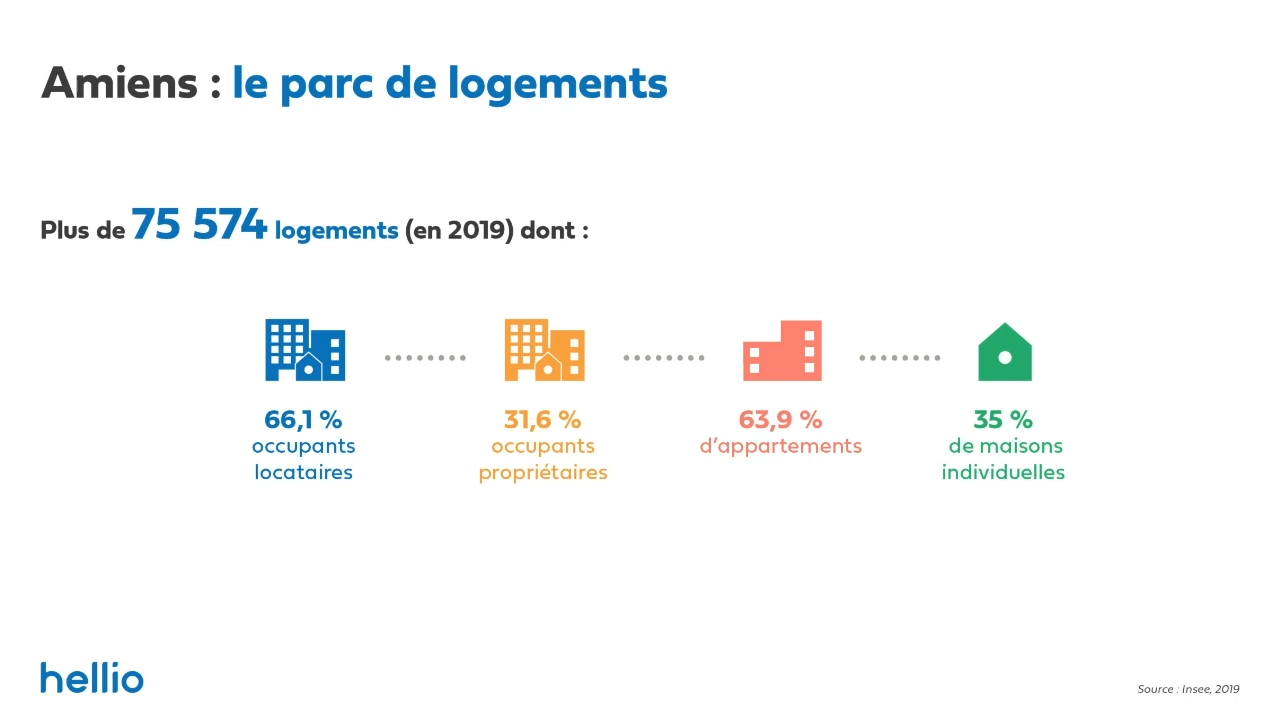 Amiens : le parc de logements
Plus de 75 574 logements (en 2019) dont :
66,1 %
occupants
locataires
31,6 %
occupants
propriétaires
63,9 %
d’appartements
35 %
de maisons
individuelles
hellio
Source : Insee, 2019